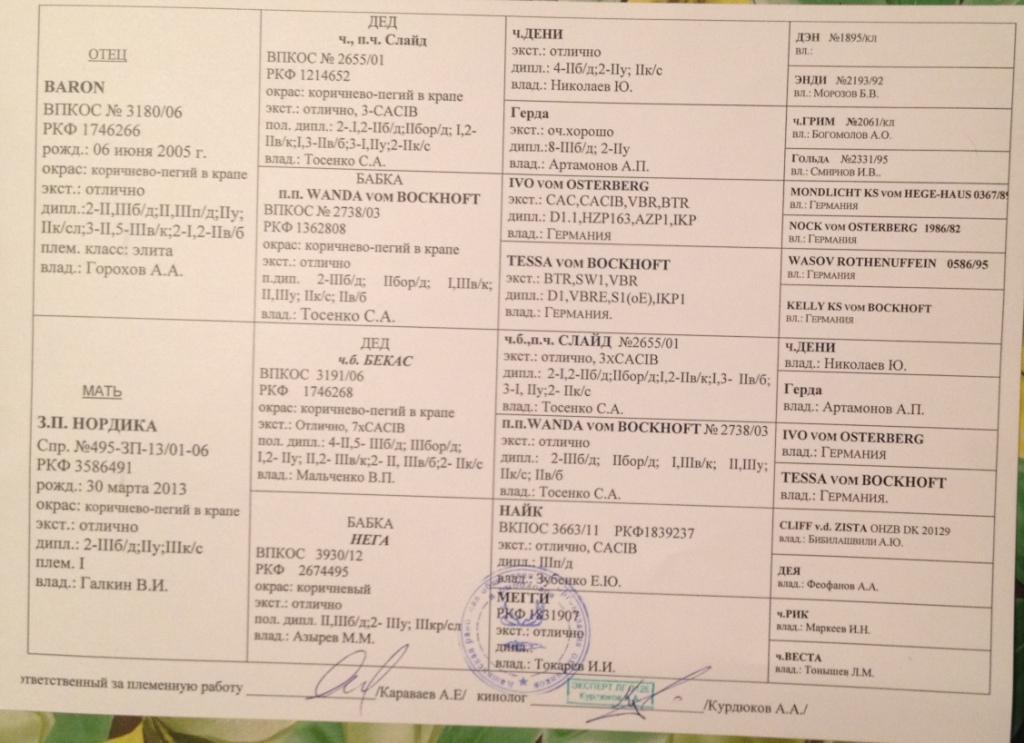 ОТЕЦ
BARON
ВПКОС № 3180/06
РКФ 1746266
рожд.: 06 июня 2005 г.
окрас: коричнево-пегий в крапе
экст.: отлично
дипл.:2-II,IIIб/д;II,IIIп/д;IIу;
IIк/сл;3-II,5-IIIв/к;2-I,2-IIв/б
плем. класс: элита
влад.: Горохов А.А.
МАТЬ
З.П. НОРДИКА
Спр. №495-ЗП-13/01-06
РКФ 3586491
рожд.: 30 марта 2013
окрас: коричнево-пегий в крапе
экст.: отлично
дипл.: 2-IIIб/д;IIу;IIIк/с
плем. I
влад.: Галкин В.И.
ДЕД
ч., п.ч. Слайд
ВПКОС № 2655/01
РКФ 1214652
окрас: коричнево-пегий в крапе
экст.: отлично, 3-CACIB
пол. дипл.: 2-.I,2-IIб/д;IIбор/д; I,2-
IIв/к;I,3-IIв/б;3-I,IIу;2-IIк/с
влад.: Тосенко С.А.
БАБКА
п.п. WANDA vом BOCKHOFT
ВПКОС № 2738/03
РКФ 1362808
окрас: коричнево-пегий в крапе
экст.: отлично
п.дип. 2-IIIб/д; IIбор/д; I,IIIв/к;
II,IIIу; IIк/с; IIв/б
влад.: Тосенко С.А.
ДЕД
ч.б. БЕКАС
ВПКОС 3191/06
РКФ 1746268
окрас: коричнево-пегий в крапе
экст.: Отлично, 7xCACIB
пол. дипл.: 4-II,5- IIIб/д; IIIбор/д;
I,2- IIу; II,2- IIIв/к;2- II, IIIв/б;2- IIк/с
влад.: Мальченко В.П.
БАБКА
НЕГА
ВПКОС 3930/12
РКФ 2674495
окрас: коричневый
экст.: отлично
пол. дипл. II,IIIб/д;2- IIIу; IIIкр/сл
влад.: Азырев М.М.
ч.ДЕНИ
экст.: отлично
дипл.: 4-IIб/д;2-IIу; IIк/с
влад.: Николаев Ю.
Герда
экст.: оч.хорошо
дипл.:8-IIIб/д; 2-IIу
влад.: Артамонов А.П.
IVO vом OSTERBERG
экст.: CAC,CACIB,VBR,BTR
дипл.: D1.1,HZP163,AZP1,IKP
влад.: Германия
TESSA vом BOCKHOFT
экст.: BTR,SW1,VBR
дипл.: D1,VBRE,S1(oE),IKP1
влад.: Германия.
ч.б.,п.ч. СЛАЙД №2655/01
экст.: отлично, 3xCACIB
дипл.: 2-I,2-IIб/д;IIбор/д;I,2-IIв/к;I,3- IIв/б;
3-I, IIу;2- IIк/с
влад.: Тосенко С.А.
п.п.WANDA vом BOCKHOFT № 2738/03
экст.: отлично
дипл.: 2-IIIб/д; IIбор/д; I,IIIв/к; II,IIIу;
IIк/с; IIв/б
влад.: Тосенко С.А.
НАЙК
ВКПОС 3663/11 РКФ1839237
экст.: отлично, CACIB
дипл.: IIIп/д
влад.: Зубенко Е.Ю.
МЕГГИ
РКФ 1831907
экст.: отлично
дипл.:
влад.: Токарев И.И.
ДЭН №1895/кл
вл.:
ЭНДИ №2193/92
вл.: Морозов Б.В.
ч.ГРИМ №2061/кл
вл.: Богомолов А.О.
Гольда №2331/95
вл.: Смирнов И.В..
MONDLICHT KS vом HEGE-HAUS 0367/89
вл.: Германия
NOCK vом OSTERBERG 1986/82
вл.: Германия
WASOV ROTHENUFFEIN 0586/95
вл.: Германия
KELLY KS vом BOCKHOFT
вл.: Германия
ч.ДЕНИ
влад.: Николаев Ю.
Герда
влад.: Артамонов А.П.
IVO vом OSTERBERG
влад.: Германия
TESSA vом BOCKHOFT
влад.: Германия.
CLIFF v.d. ZISTA OHZB DK 20129
влад.: Бибилашвили А.Ю.
ДЕЯ
влад.: Феофанов А.А.
ч.РИК
влад.: Маркеев И.Н.
ч.ВЕСТА
влад.: Тонышев Л.М.
тветственный за племенную работу /Караваев А.Е/ кинолог /Курдюков А.А./
ЭКСПЕРТ
Курдюков А.А.